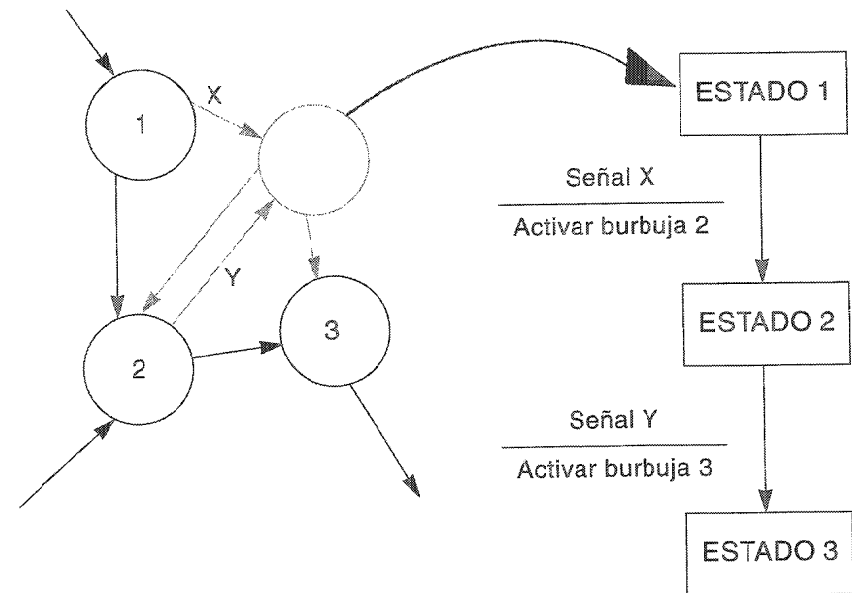 1
X
Y
2
3
ESTADO 1
Señal X
Activar burbuja 2
ESTADO 2
Señal Y
Activar burbuja 3
ESTADO 3